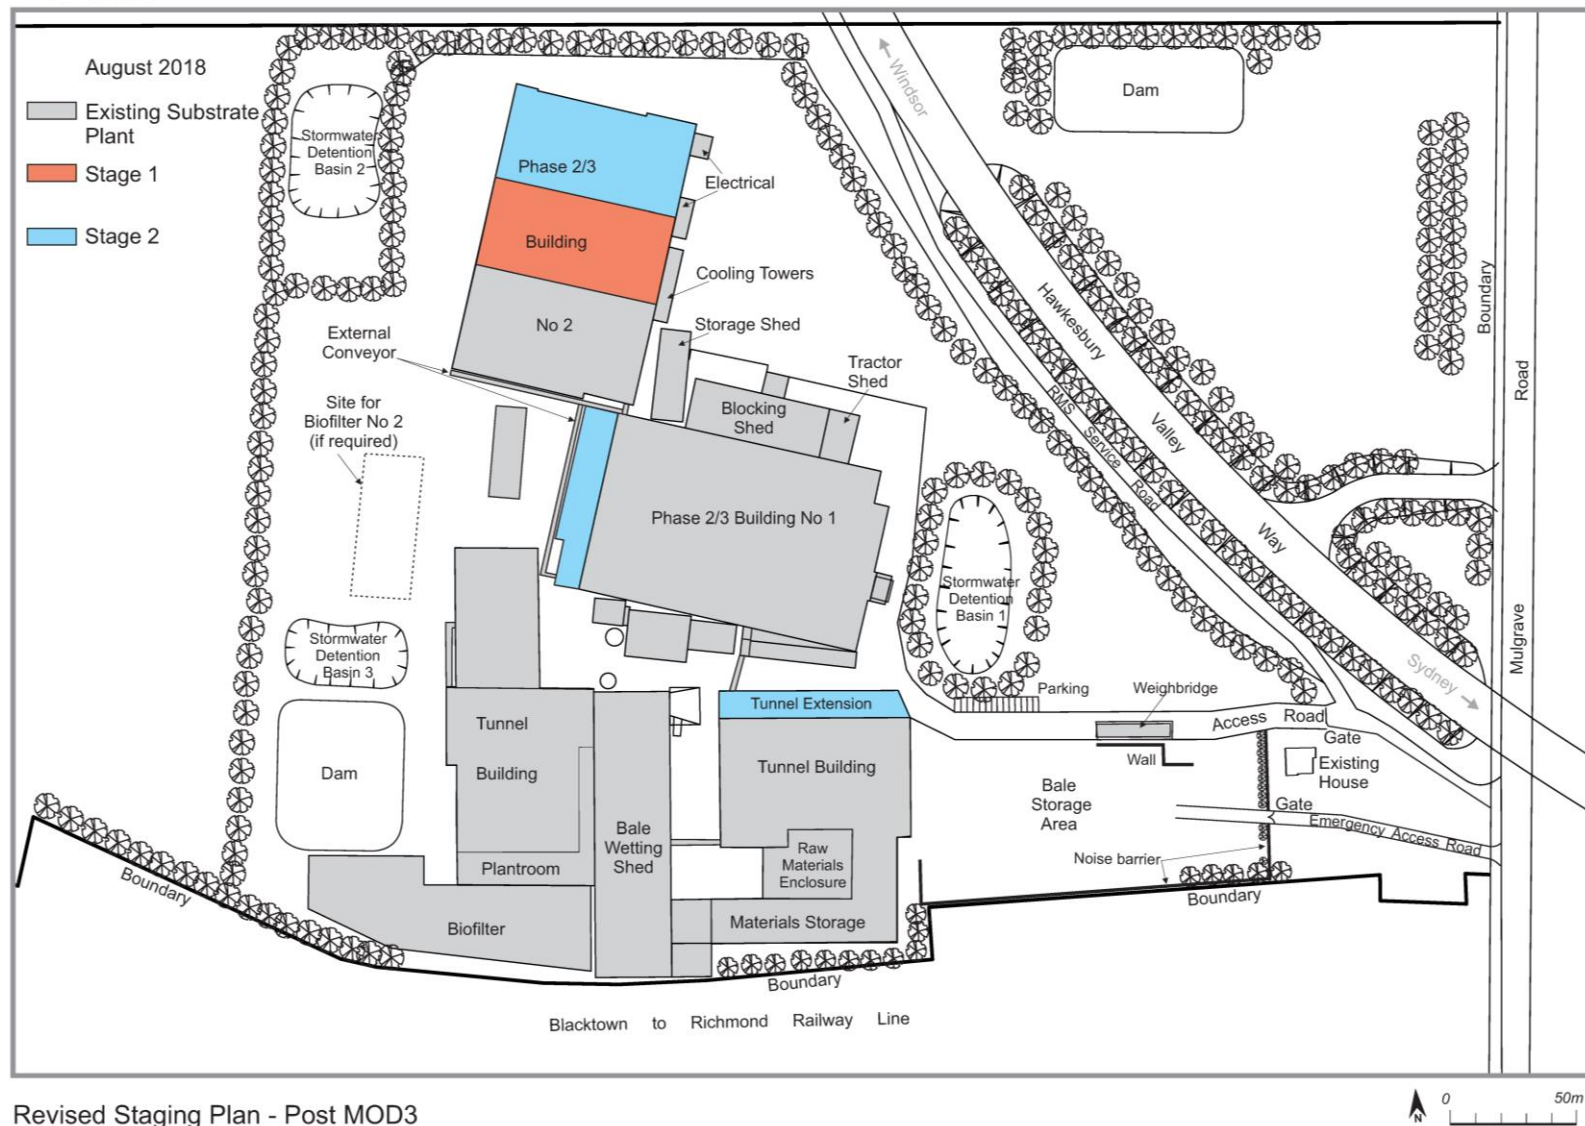 August 2018
Existing Substrate
Plant
Stage 1
Stage 2
Stormwater
Detention
Basin 2
Phase 2/3
Building
No 2
Electrical
Cooling Towers
Storage Shed
External
Conveyor
Tractor
Shed
Blocking
Shed
Site for
Biofilter No 2
(if required)
Phase 2/3 Building No 1
Windsor
Dam
Hawkesbury
Valley
Way
RMS
Service
Road
Boundary
Road
Mulgrave
Sydney
Stormwater
Detention
Basin 1
Stormwater
Detention
Basin 3
Parking
Weighbridge
Access Road
Gate
Wall
Existing
House
Tunnel Extension
Tunnel
Building
Tunnel Building
Dam
Bale
Storage
Area
Gate
Emergency Access Road
Bale
Wetting
Shed
Raw
Materials
Enclosure
Noise barrier
Plantroom
Boundary
Boundary
Biofilter
Materials Storage
Boundary
Blacktown to Richmond Railway Line
Revised Staging Plan - Post MOD3
N
0 50m